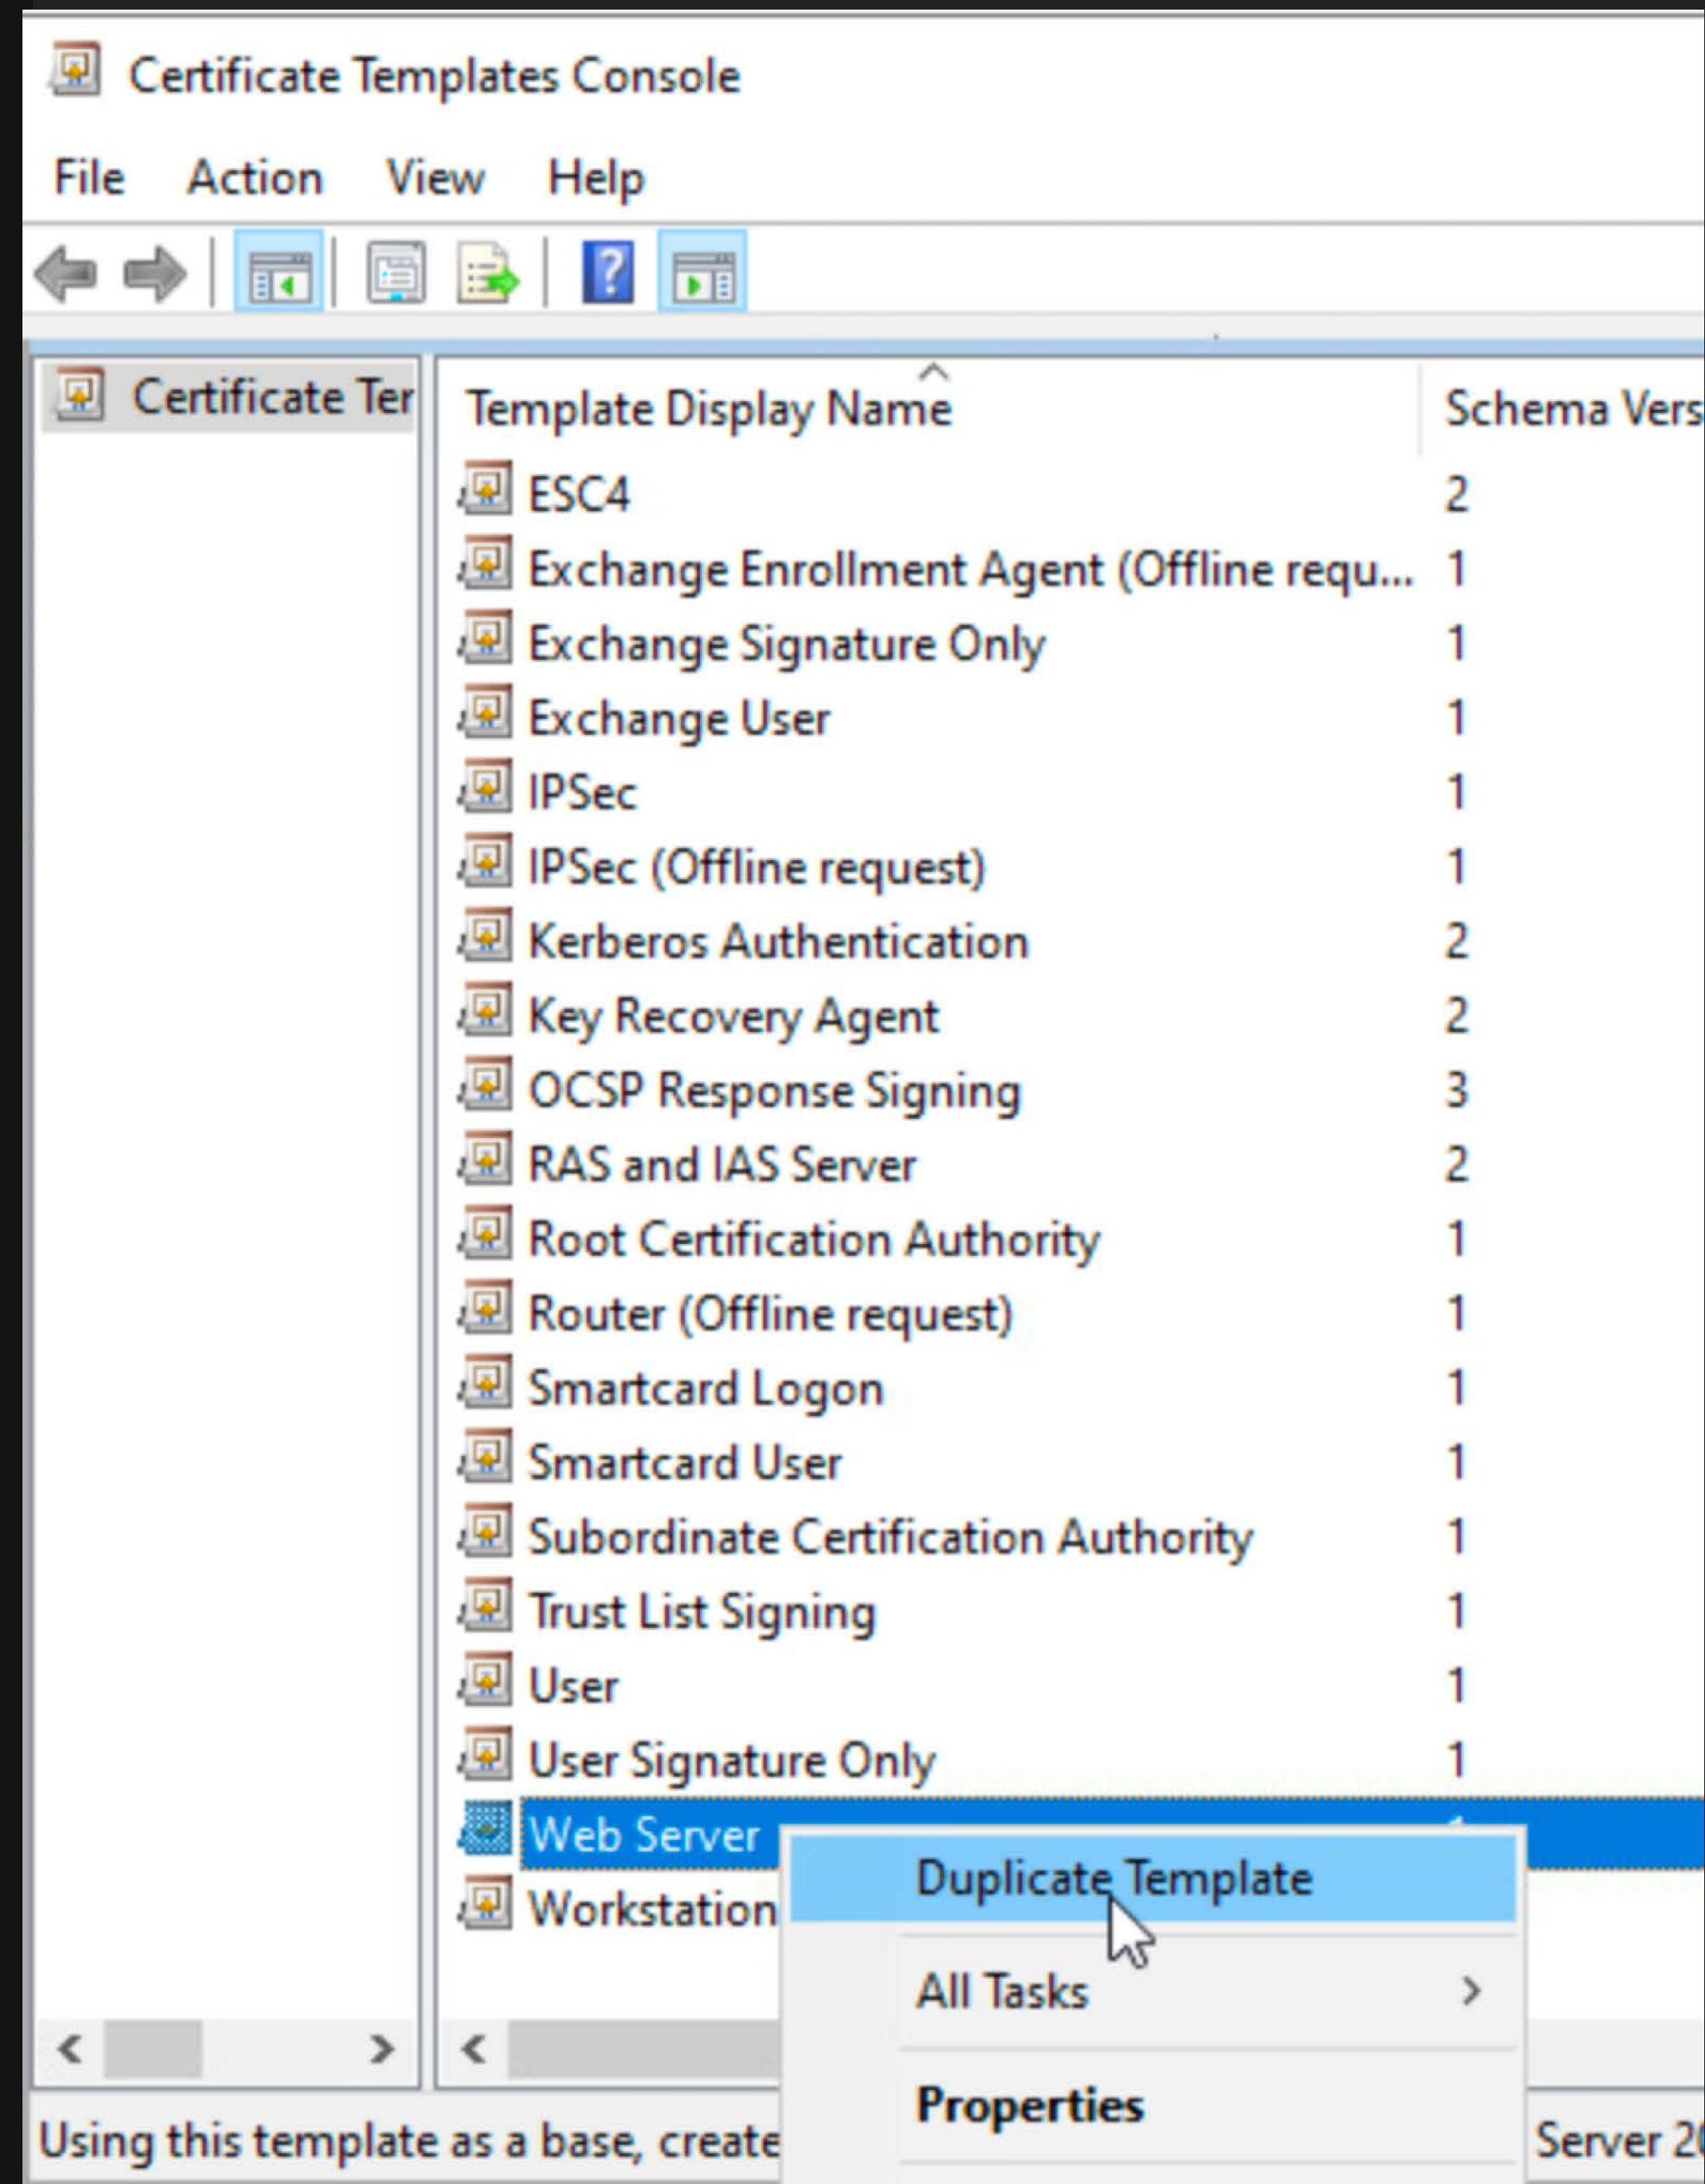 Certificate Templates Console
File Action View Help
Certificate Ter
Template Display Name Schema Vers
ESC4 2
Exchange Enrollment Agent (Offline requ... 1
Exchange Signature Only 1
Exchange User 1
IPSec 1
IPSec (Offline request) 1
Kerberos Authentication 2
Key Recovery Agent 2
OCSP Response Signing 3
RAS and IAS Server 2
Root Certification Authority 1
Router (Offline request) 1
Smartcard Logon 1
Smartcard User 1
Subordinate Certification Authority 1
Trust List Signing 1
User 1
User Signature Only 1
Web Server
Duplicate Template
Workstation
All Tasks
Properties
Using this template as a base, create Server 20